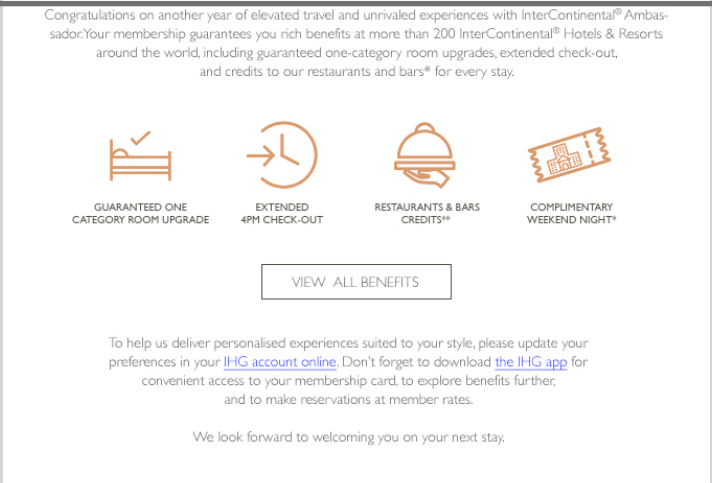 Congratulations on another year of elevated travel and unrivaled experiences with InterContinental® Ambas-
sador.Your membership guarantees you rich benefits at more than 200 InterContinental® Hotels & Resorts
around the world, including guaranteed one-category room upgrades, extended check-out,
and credits to our restaurants and bars* for every stay.
GUARANTEED ONE
CATEGORY ROOM UPGRADE
EXTENDED
4PM CHECK-OUT
RESTAURANTS & BARS
CREDITS**
COMPLIMENTARY
WEEKEND NIGHT*
VIEW ALL BENEFITS
To help us deliver personalised experiences suited to your style, please update your
preferences in your IHG account online. Don't forget to download the IHG app for
convenient access to your membership card, to explore benefits further,
and to make reservations at member rates.
We look forward to welcoming you on your next stay.